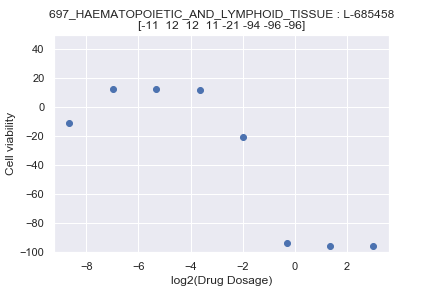 697_HAEMATOPOIETIC_AND_LYMPHOID_TISSUE : L-685458
[-11 12 12 11 -21 -94 -96 -96]
40
20
0
−20
−40
−60
−80
−100
Cell viability
−8 −6 −4 −2 0 2
log2(Drug Dosage)